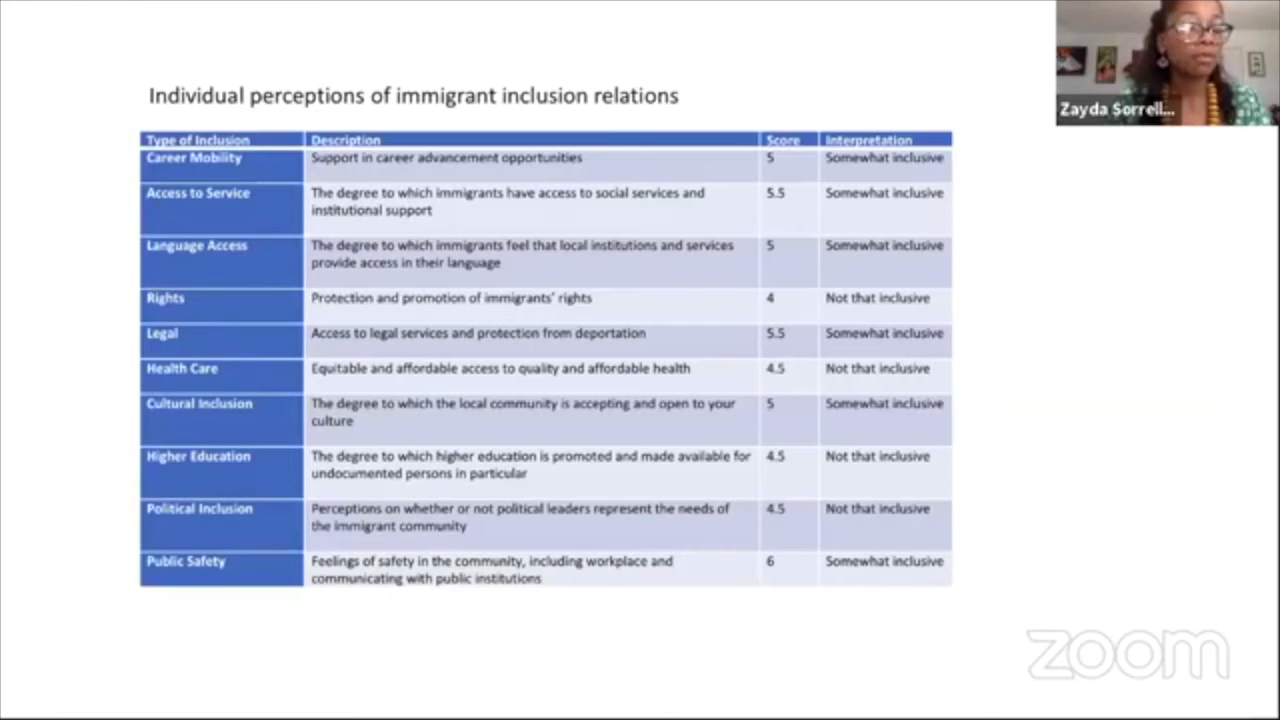 Individual perceptions of immigrant inclusion relations
Zayda Sorrell...
Type of Inclusion Description Score Interpretation
Career Mobility Support in career advancement opportunities 5 Somewhat inclusive
Access to Service The degree to which immigrants have access to social services and 5.5 Somewhat inclusive
institutional support
Language Access The degree to which immigrants feel that local institutions and services 5 Somewhat inclusive
provide access in their language
Rights Protection and promotion of immigrants' rights 4 Not that inclusive
Legal Access to legal services and protection from deportation 5.5 Somewhat inclusive
Health Care Equitable and affordable access to quality and affordable health 4.5 Not that inclusive
Cultural Inclusion The degree to which the local community is accepting and open to your 5 Somewhat inclusive
culture
Higher Education The degree to which higher education is promoted and made available for 4.5 Not that inclusive
undocumented persons in particular
Political Inclusion Perceptions on whether or not political leaders represent the needs of 4.5 Not that inclusive
the immigrant community
Public Safety Feelings of safety in the community, including workplace and 6 Somewhat inclusive
communicating with public institutions
zoom